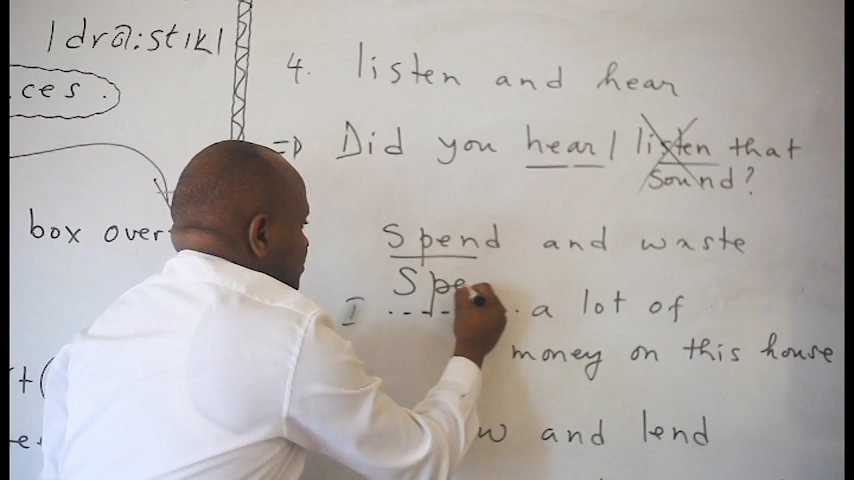 |dra:stɪk|
ces.
box over
4. listen and hear
=> Did you hear / listen that
sound?
Spend and waste
Spe
I ...... a lot of
money on this house
w and lend